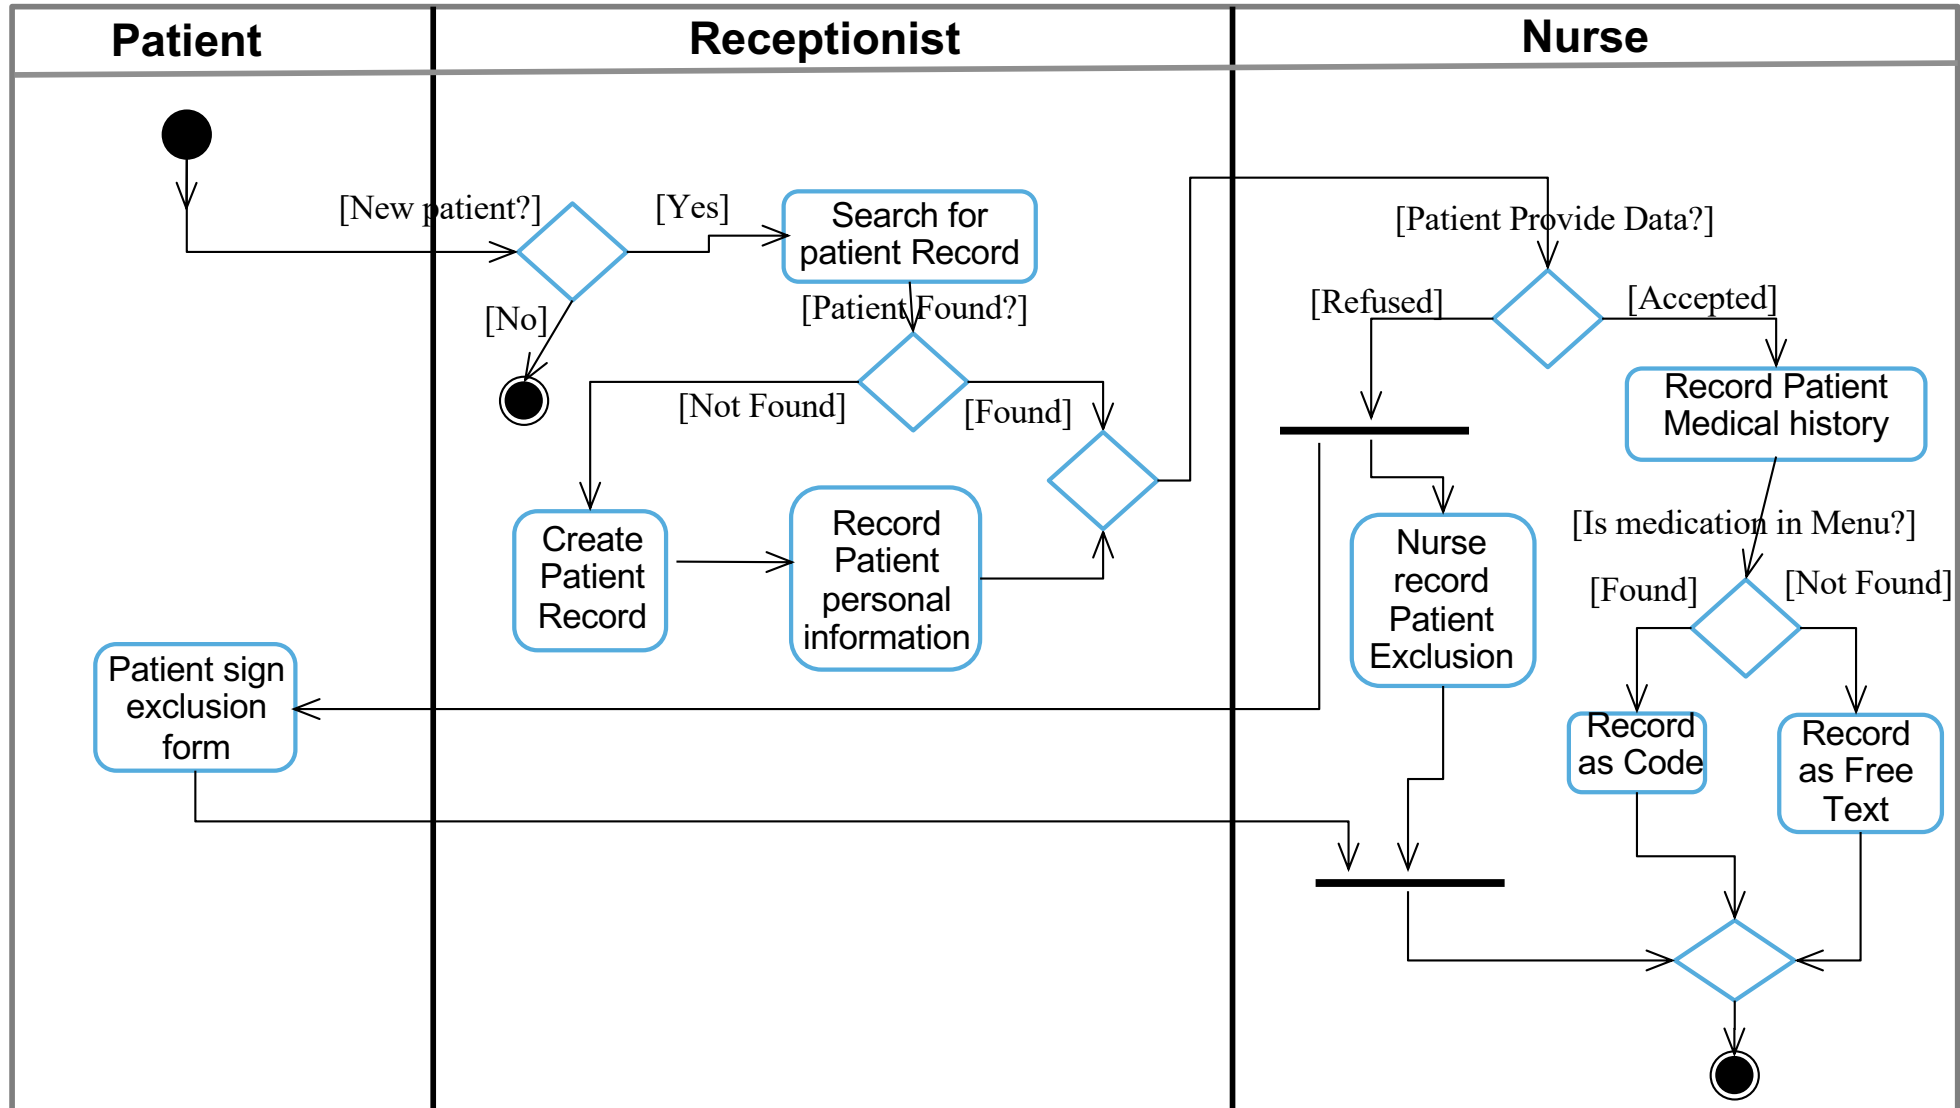 Patient
Receptionist
Nurse
[New patient?]
[Yes]
Search for
patient Record
[No]
[Patient Found?]
[Not Found]
[Found]
Create
Patient
Record
Record
Patient
personal
information
Patient sign
exclusion
form
[Patient Provide Data?]
[Refused]
[Accepted]
Record Patient
Medical history
Nurse
record
Patient
Exclusion
[Is medication in Menu?]
[Found]
[Not Found]
Record
as Code
Record
as Free
Text